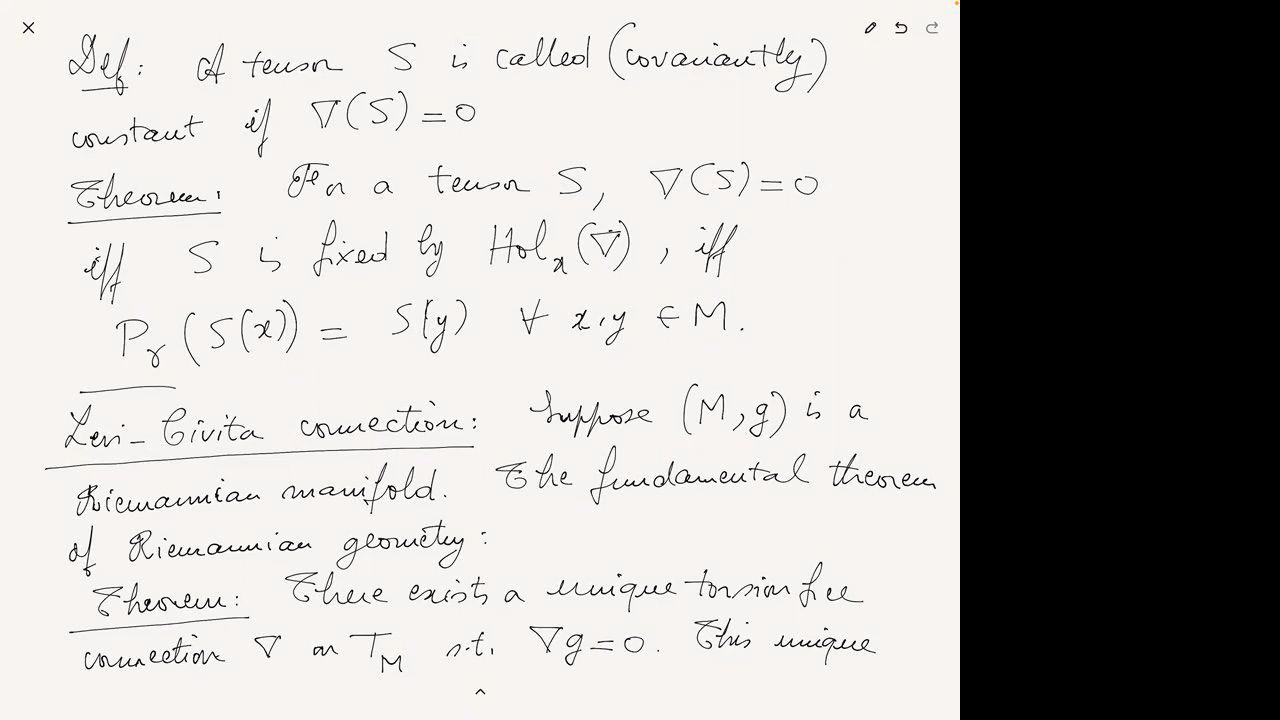 Def: A tensor S is called (covariantly)
constant if ∇(S) = 0
Theorem: For a tensor S, ∇(S) = 0
iff S is fixed by Hol_x(∇), iff
P_γ(S(x)) = S(y) ∀ x, y ∈ M.
Levi-Civita connection: Suppose (M, g) is a
Riemannian manifold. The fundamental theorem
of Riemannian geometry:
Theorem: There exists a unique torsion free
connection ∇ on T_M s.t. ∇g = 0. This unique